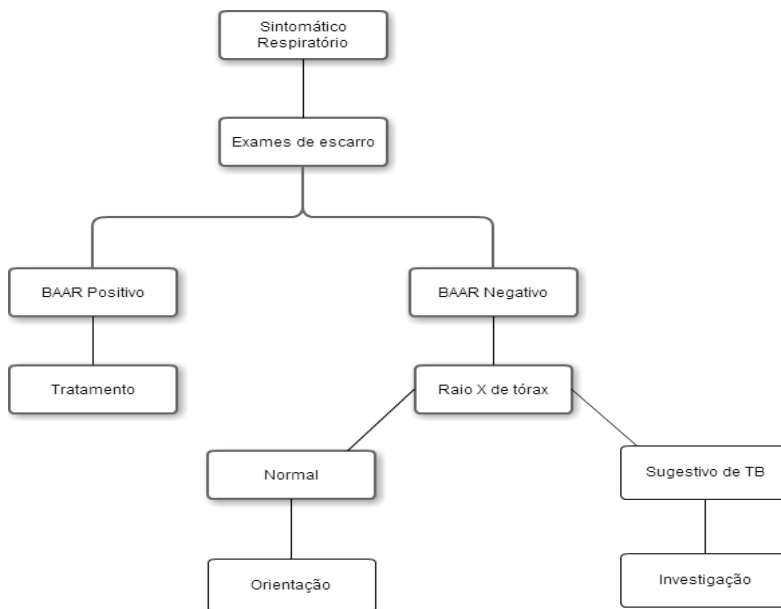 Sintomático
Respiratório
Exames de escarro
BAAR Positivo
BAAR Negativo
Tratamento
Raio X de tórax
Normal
Sugestivo de TB
Orientação
Investigação